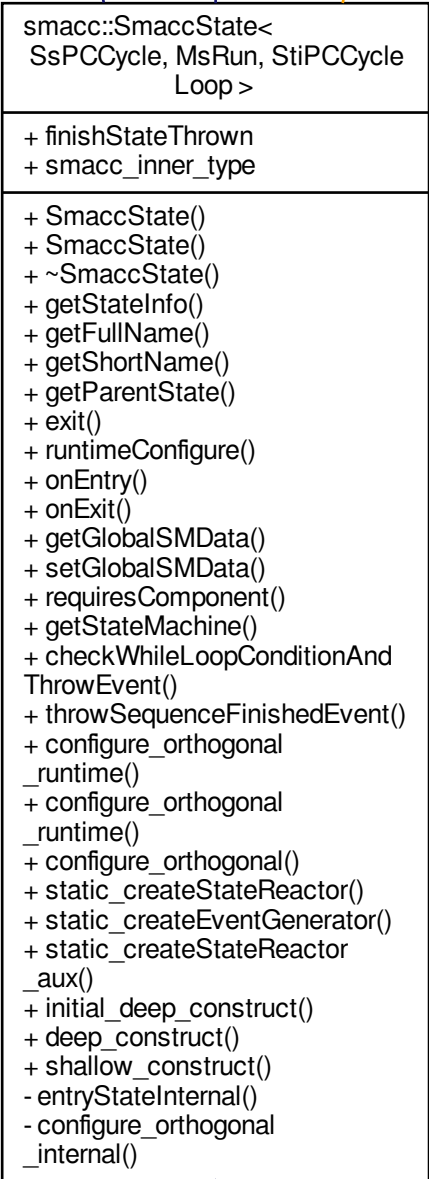 smacc::SmaccState<
SsPCCycle, MsRun, StiPCCycle
Loop >
+ finishStateThrown
+ smacc_inner_type
+ SmaccState()
+ SmaccState()
+ ~SmaccState()
+ getStateInfo()
+ getFullName()
+ getShortName()
+ getParentState()
+ exit()
+ runtimeConfigure()
+ onEntry()
+ onExit()
+ getGlobalSMData()
+ setGlobalSMData()
+ requiresComponent()
+ getStateMachine()
+ checkWhileLoopConditionAnd
ThrowEvent()
+ throwSequenceFinishedEvent()
+ configure_orthogonal
_runtime()
+ configure_orthogonal
_runtime()
+ configure_orthogonal()
+ static_createStateReactor()
+ static_createEventGenerator()
+ static_createStateReactor
_aux()
+ initial_deep_construct()
+ deep_construct()
+ shallow_construct()
- entryStateInternal()
- configure_orthogonal
_internal()